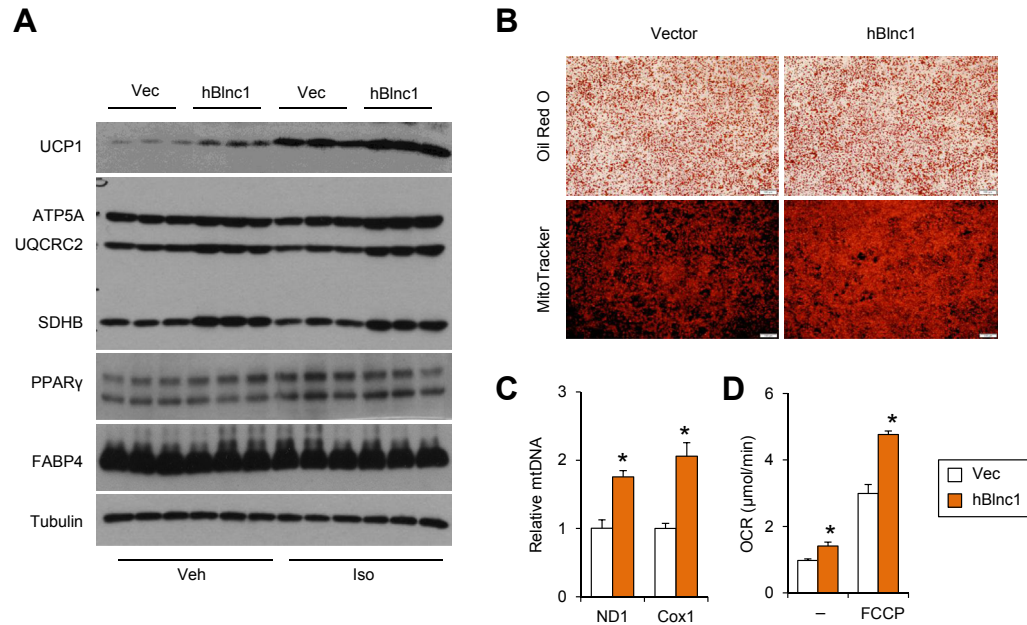 A
Vec hBlnc1 Vec hBlnc1
UCP1
ATP5A
UQCRC2
SDHB
PPARγ
FABP4
Tubulin
Veh Iso
B
Vector hBlnc1
Oil Red O
MitoTracker
C
Relative mtDNA
3
2
1
0
* *
ND1 Cox1
D
OCR (μmol/min)
6
4
2
0
* *
– FCCP
Vec
hBlnc1